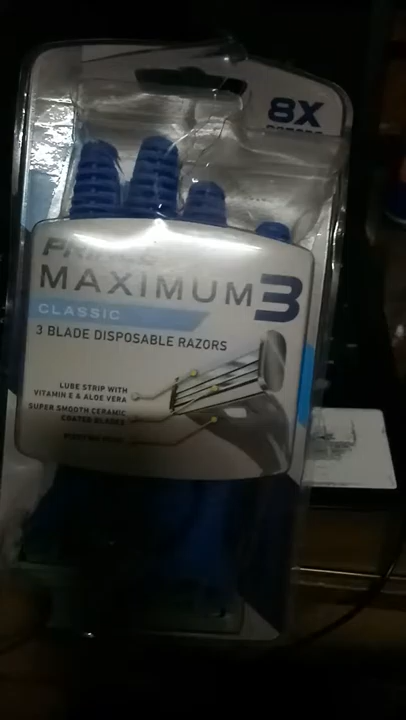 8X
MAXIMUM3
CLASSIC
3 BLADE DISPOSABLE RAZORS
LUBE STRIP WITH
VITAMIN E & ALOE VERA
SUPER SMOOTH CERAMIC
COATED BLADES